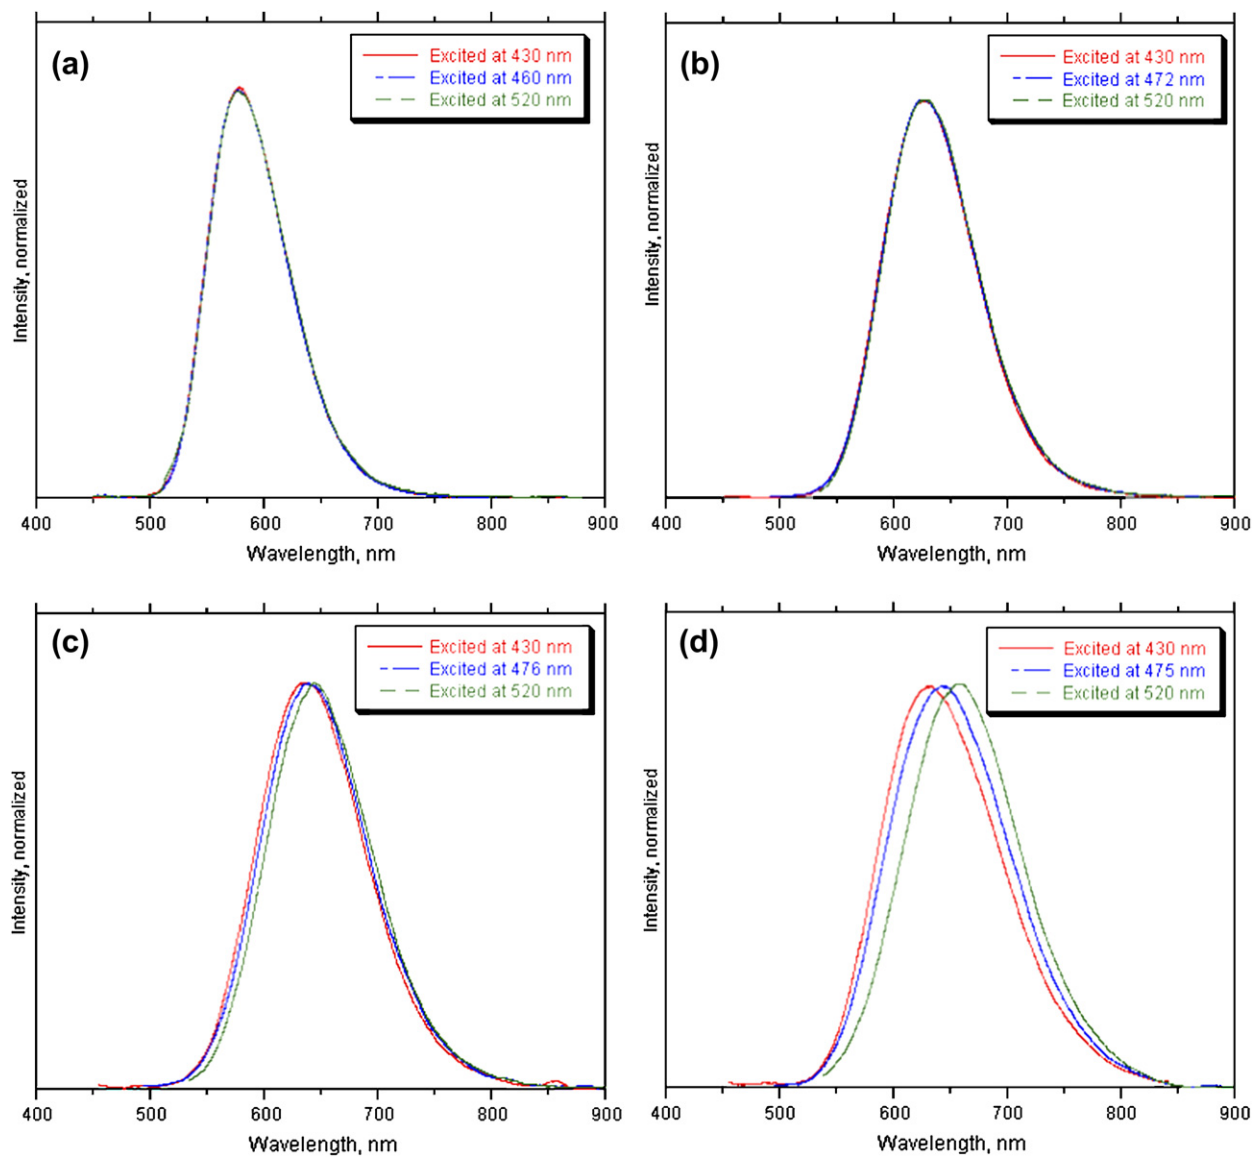 (a)
Excited at 430 nm
Excited at 460 nm
Excited at 520 nm
Intensity, normalized
400 500 600 700 800 900
Wavelength, nm
(b)
Excited at 430 nm
Excited at 472 nm
Excited at 520 nm
Intensity, normalized
400 500 600 700 800 900
Wavelength, nm
(c)
Excited at 430 nm
Excited at 476 nm
Excited at 520 nm
Intensity, normalized
400 500 600 700 800 900
Wavelength, nm
(d)
Excited at 430 nm
Excited at 475 nm
Excited at 520 nm
Intensity, normalized
400 500 600 700 800 900
Wavelength, nm